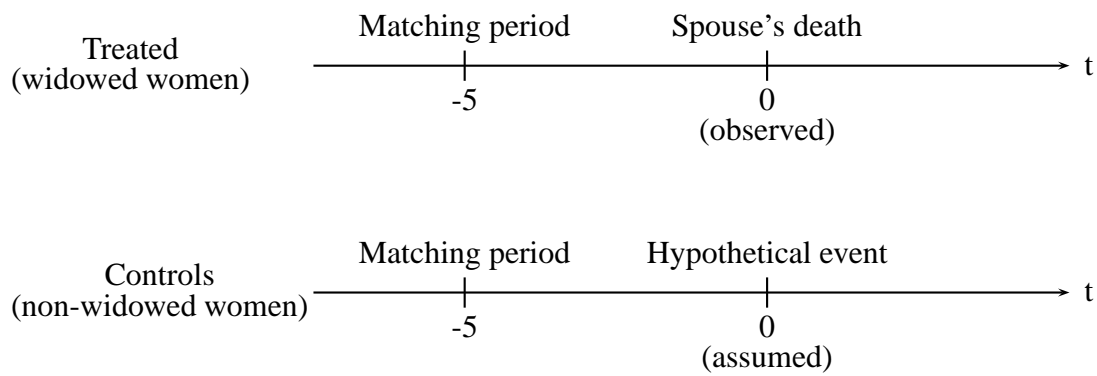 Matching period
Spouse's death
Treated
(widowed women)
t
-5
0
(observed)
Matching period
Hypothetical event
Controls
(non-widowed women)
t
-5
0
(assumed)